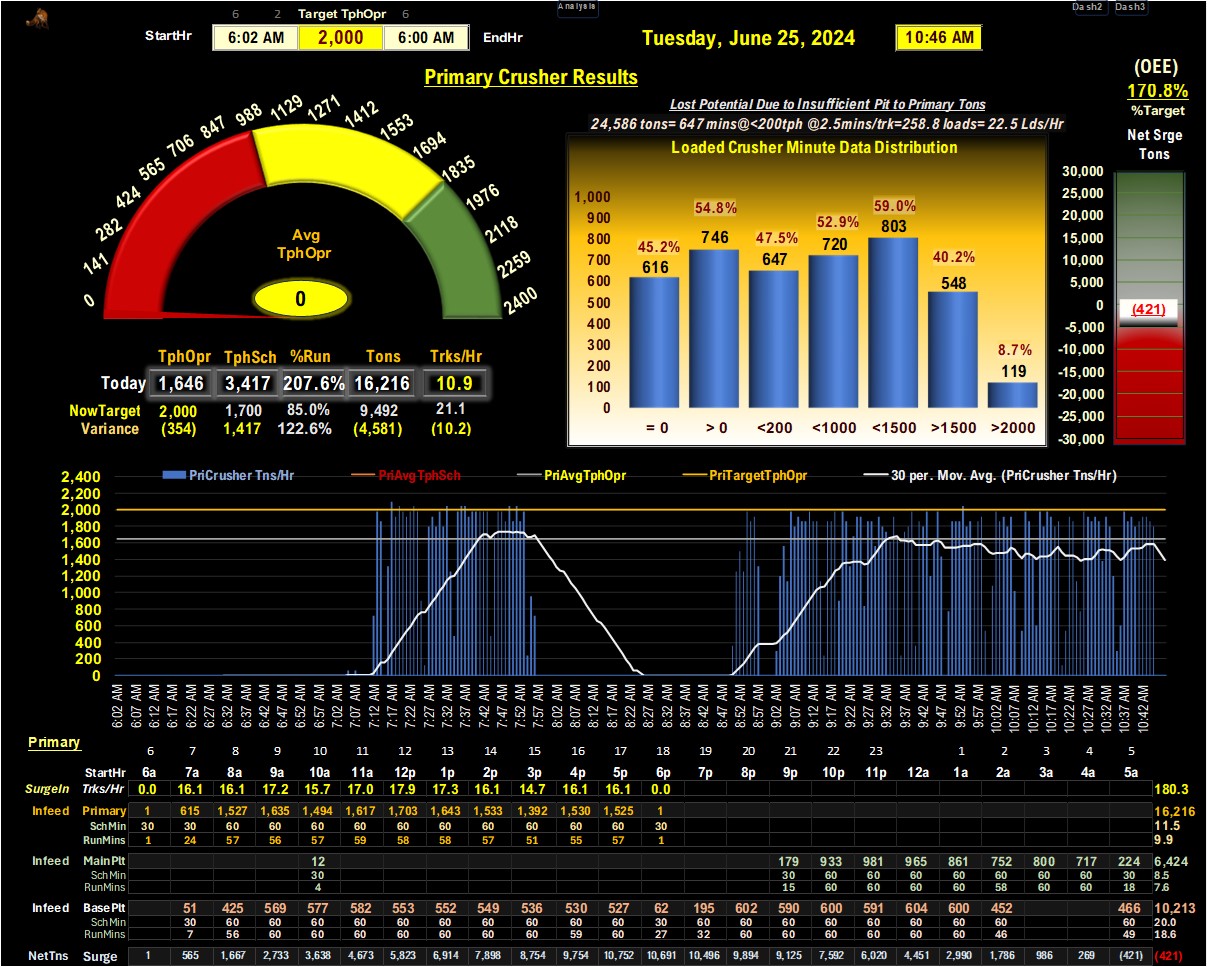 6 2 Target TphOpr 6 Analysis Dash2 Dash3
StartHr 6:02 AM 2,000 6:00 AM EndHr Tuesday, June 25, 2024 10:46 AM
Primary Crusher Results
(OEE)
170.8%
%Target
Net Srge
Tons
Lost Potential Due to Insufficient Pit to Primary Tons
24,586 tons= 647 mins@<200tph @2.5mins/trk=258.8 loads= 22.5 Lds/Hr
0 141 282 424 565 706 847 988 1129 1271 1412 1553 1694 1835 1976 2118 2259 2400
Avg
TphOpr
0
Loaded Crusher Minute Data Distribution
1,000
900
800
700
600
500
400
300
200
100
0
45.2% 54.8% 47.5% 52.9% 59.0% 40.2% 8.7%
616 746 647 720 803 548 119
= 0 > 0 <200 <1000 <1500 >1500 >2000
30,000
25,000
20,000
15,000
10,000
5,000
0
-5,000
-10,000
-15,000
-20,000
-25,000
-30,000
(421)
TphOpr TphSch %Run Tons Trks/Hr
Today 1,646 3,417 207.6% 16,216 10.9
NowTarget 2,000 1,700 85.0% 9,492 21.1
Variance (354) 1,417 122.6% (4,581) (10.2)
PriCrusher Tns/Hr PriAvgTphSch PriAvgTphOpr PriTargetTphOpr 30 per. Mov. Avg. (PriCrusher Tns/Hr)
2,400
2,200
2,000
1,800
1,600
1,400
1,200
1,000
800
600
400
200
0
6:02 AM 6:07 AM 6:12 AM 6:17 AM 6:22 AM 6:27 AM 6:32 AM 6:37 AM 6:42 AM 6:47 AM 6:52 AM 6:57 AM 7:02 AM 7:07 AM 7:12 AM 7:17 AM 7:22 AM 7:27 AM 7:32 AM 7:37 AM 7:42 AM 7:47 AM 7:52 AM 7:57 AM 8:02 AM 8:07 AM 8:12 AM 8:17 AM 8:22 AM 8:27 AM 8:32 AM 8:37 AM 8:42 AM 8:47 AM 8:52 AM 8:57 AM 9:02 AM 9:07 AM 9:12 AM 9:17 AM 9:22 AM 9:27 AM 9:32 AM 9:37 AM 9:42 AM 9:47 AM 9:52 AM 9:57 AM 10:02 AM 10:07 AM 10:12 AM 10:17 AM 10:22 AM 10:27 AM 10:32 AM 10:37 AM 10:42 AM
Primary 6 7 8 9 10 11 12 13 14 15 16 17 18 19 20 21 22 23 1 2 3 4 5
StartHr 6a 7a 8a 9a 10a 11a 12p 1p 2p 3p 4p 5p 6p 7p 8p 9p 10p 11p 12a 1a 2a 3a 4a 5a
SurgeIn Trks/Hr 0.0 16.1 16.1 17.2 15.7 17.0 17.9 17.3 16.1 14.7 16.1 16.1 0.0 180.3
Infeed Primary 1 615 1,527 1,635 1,494 1,617 1,703 1,643 1,533 1,392 1,530 1,525 1 16,216
SchMin 30 30 60 60 60 60 60 60 60 60 60 60 30 11.5
RunMins 1 24 57 56 57 59 58 58 57 51 55 57 1 9.9
Infeed MainPlt 12 179 933 981 965 861 752 800 717 224 6,424
SchMin 30 30 60 60 60 60 60 60 60 30 8.5
RunMins 4 15 60 60 60 60 58 60 60 18 7.6
Infeed BasePlt 51 425 569 577 582 553 552 549 536 530 527 62 195 602 590 600 591 604 600 452 466 10,213
SchMin 30 60 60 60 60 60 60 60 60 60 60 30 60 60 60 60 60 60 60 60 60 20.0
RunMins 7 56 60 60 60 60 60 60 60 59 60 27 32 60 60 60 60 60 60 46 49 18.6
NetTns Surge 1 565 1,667 2,733 3,638 4,673 5,823 6,914 7,898 8,754 9,754 10,752 10,691 10,496 9,894 9,125 7,592 6,020 4,451 2,990 1,786 986 269 (421) (421)